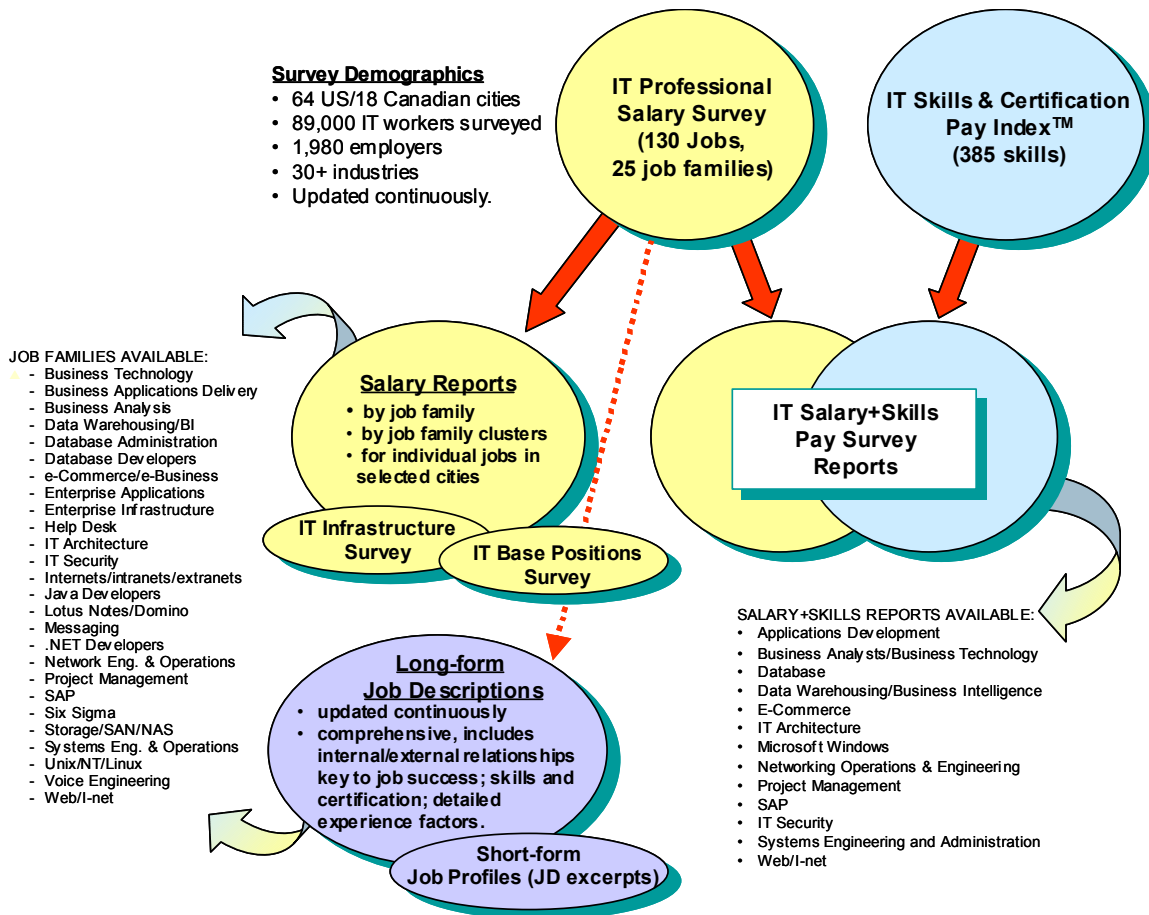 Survey Demographics
• 64 US/18 Canadian cities
• 89,000 IT workers surveyed
• 1,980 employers
• 30+ industries
• Updated continuously.
IT Professional
Salary Survey
(130 Jobs,
25 job families)
IT Skills & Certification
Pay Index™
(385 skills)
JOB FAMILIES AVAILABLE:
- Business Technology
- Business Applications Delivery
- Business Analysis
- Data Warehousing/BI
- Database Administration
- Database Developers
- e-Commerce/e-Business
- Enterprise Applications
- Enterprise Infrastructure
- Help Desk
- IT Architecture
- IT Security
- Internets/intranets/extranets
- Java Developers
- Lotus Notes/Domino
- Messaging
- .NET Developers
- Network Eng. & Operations
- Project Management
- SAP
- Six Sigma
- Storage/SAN/NAS
- Systems Eng. & Operations
- Unix/NT/Linux
- Voice Engineering
- Web/I-net
Salary Reports
• by job family
• by job family clusters
• for individual jobs in
selected cities
IT Infrastructure
Survey
IT Base Positions
Survey
IT Salary+Skills
Pay Survey
Reports
Long-form
Job Descriptions
• updated continuously
• comprehensive, includes
internal/external relationships
key to job success; skills and
certification; detailed
experience factors.
Short-form
Job Profiles (JD excerpts)
SALARY+SKILLS REPORTS AVAILABLE:
• Applications Development
• Business Analysts/Business Technology
• Database
• Data Warehousing/Business Intelligence
• E-Commerce
• IT Architecture
• Microsoft Windows
• Networking Operations & Engineering
• Project Management
• SAP
• IT Security
• Systems Engineering and Administration
• Web/I-net